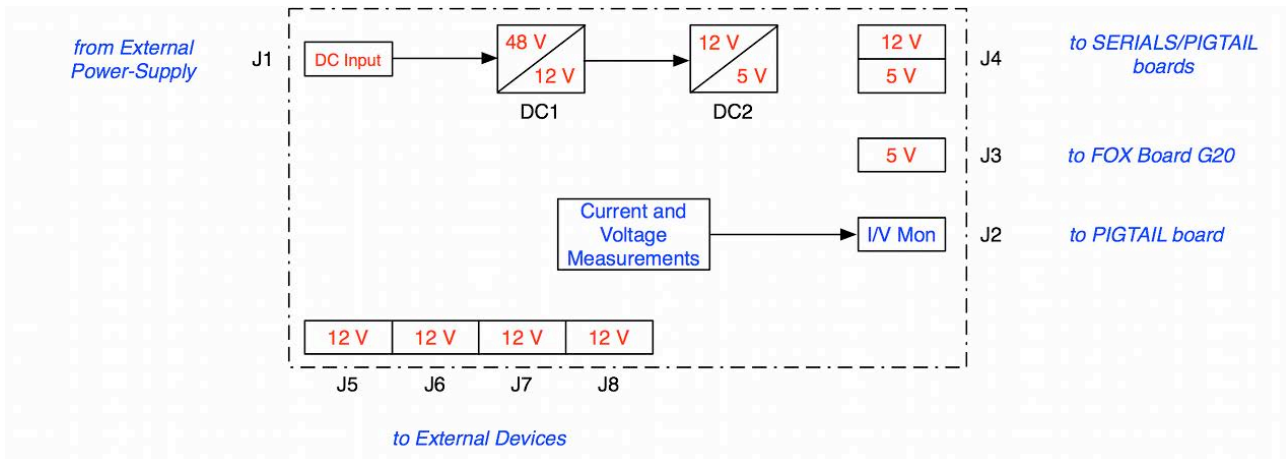 from External
Power-Supply
J1
DC Input
48 V
12 V
DC1
12 V
5 V
DC2
12 V
5 V
J4
to SERIALS/PIGTAIL
boards
5 V
J3
to FOX Board G20
Current and
Voltage
Measurements
I/V Mon
J2
to PIGTAIL board
12 V
12 V
12 V
12 V
J5
J6
J7
J8
to External Devices